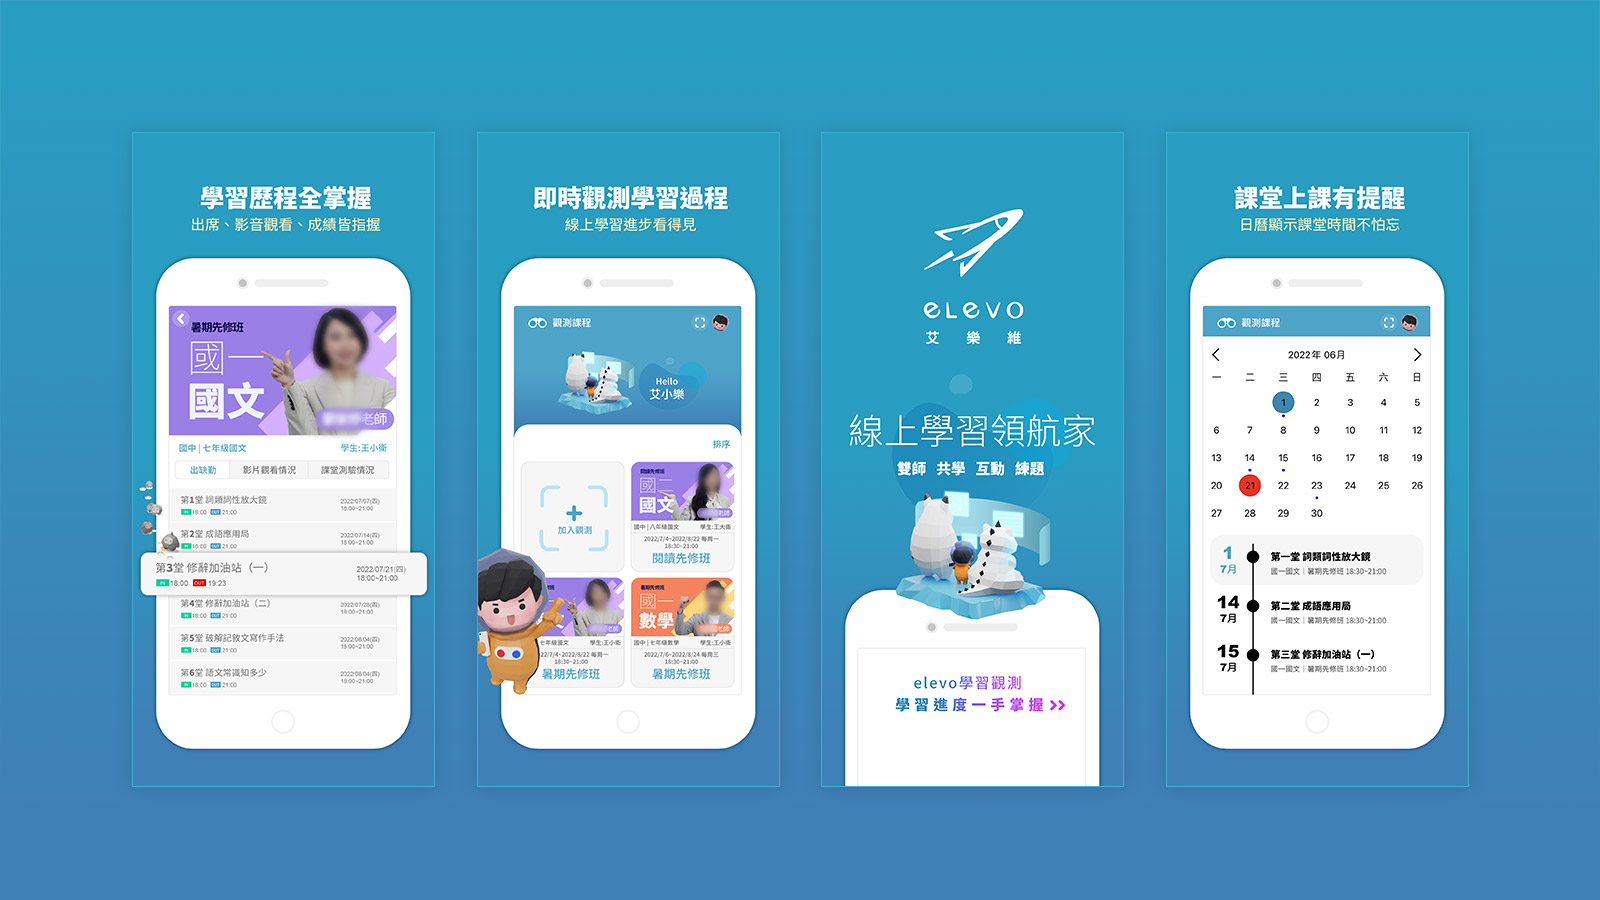 學習歷程全掌握
出席、影音觀看、成績皆指握
暑期先修班
國一
國文
老師
國中 | 七年級國文
學生:王小衛
出缺勤
影片觀看情況
課堂測驗情況
第1堂 詞類詞性放大鏡
2022/07/07(四)
IN 18:00 OUT 21:00
18:00~21:00
第2堂 成語應用局
2022/07/14(四)
IN 18:00 OUT 21:00
18:00~21:00
第3堂 修辭加油站（一）
2022/07/21(四)
IN 18:00 OUT 19:23
18:00~21:00
第4堂 修辭加油站（二）
2022/07/28(四)
IN 18:00 OUT 21:00
18:00~21:00
第5堂 破解記敘文寫作手法
2022/08/04(四)
IN 18:00 OUT 21:00
18:00~21:00
第6堂 語文常識知多少
2022/08/04(四)
IN 18:00 OUT 21:00
18:00~21:00
即時觀測學習過程
線上學習進步看得見
觀測課程
Hello
艾小樂
排序
加入觀測
閱讀先修班
國一
國文
老師
國中 | 八年級國文
學生:王大衛
2022/7/4~2022/8/22 每周一
18:30~21:00
閱讀先修班
老師
七年級國文
學生:王小衛
22/7/4~2022/8/22 每周一
18:30~21:00
暑期先修班
暑期先修班
國一
數學
老師
國中 | 七年級數學
學生:王小衛
2022/7/6~2022/8/24 每周三
18:30~21:00
暑期先修班
eLevo
艾樂維
線上學習領航家
雙師 共學 互動 練題
elevo學習觀測
學習進度一手掌握 >>
課堂上課有提醒
日曆顯示課堂時間不怕忘
觀測課程
2022年 06月
一 二 三 四 五 六 日
1 2 3 4 5
6 7 8 9 10 11 12
13 14 15 16 17 18 19
20 21 22 23 24 25 26
27 28 29 30
1
7月
第一堂 詞類詞性放大鏡
國一國文｜暑期先修班 18:30~21:00
14
7月
第二堂 成語應用局
國一國文｜暑期先修班 18:30~21:00
15
7月
第三堂 修辭加油站（一）
國一國文｜暑期先修班 18:30~21:00